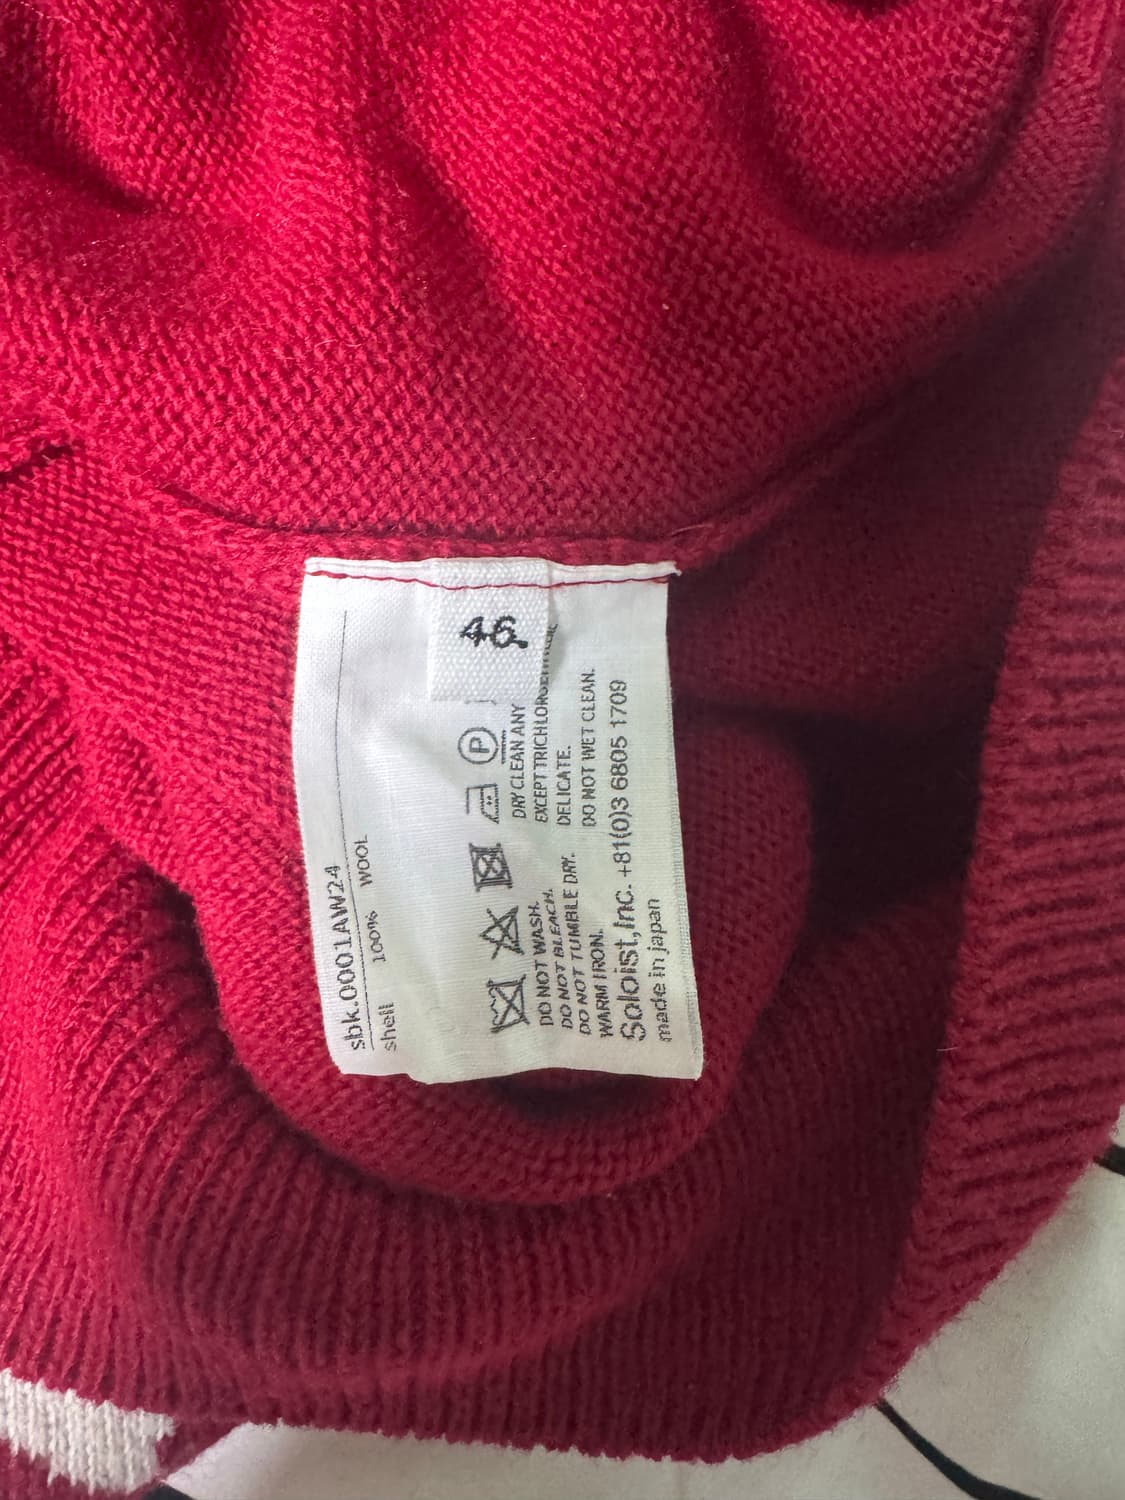 46
sbk.0001AW24
shell 100% WOOL
P
DO NOT WASH.
DO NOT BLEACH.
DO NOT TUMBLE DRY.
WARM IRON.
DRY CLEAN ANY
EXCEPT
DELICATE.
DO NOT WET CLEAN.
Soloist,Inc. +81(0)3 6805 1709
made in japan